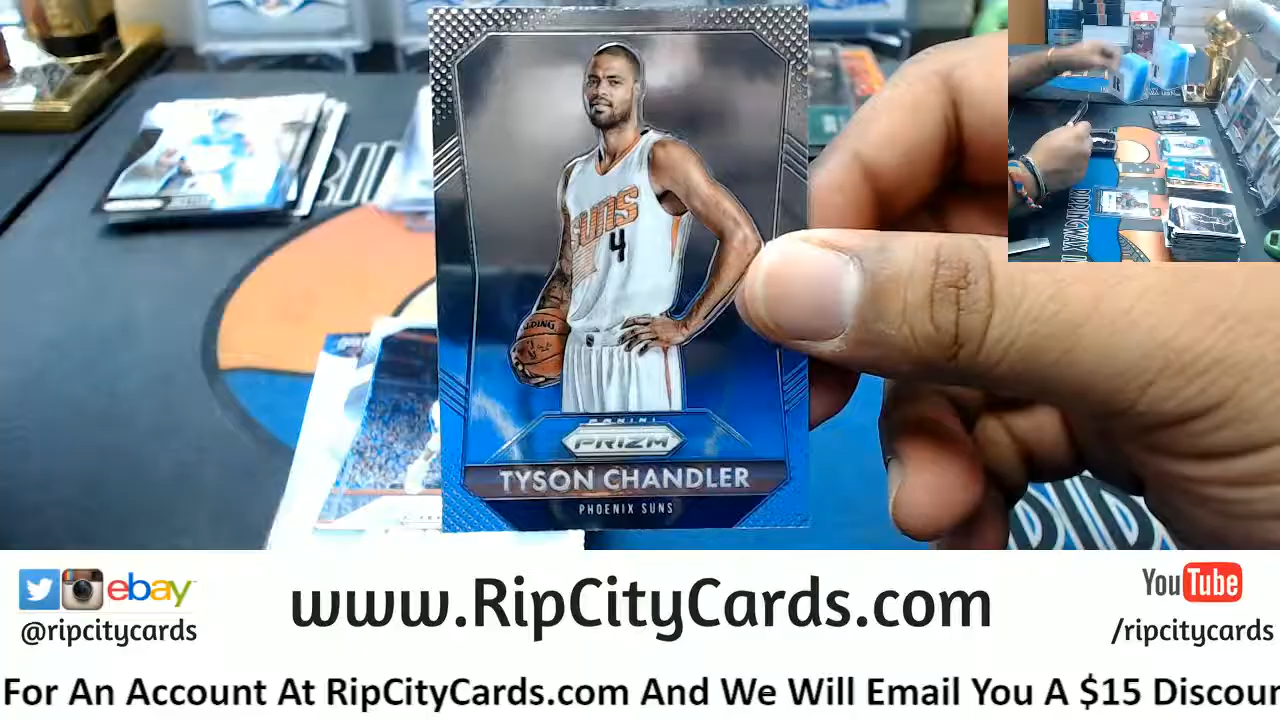 SUNS
4
SPALDING
PANINI
PRIZM
TYSON CHANDLER
PHOENIX SUNS
ebay
@ripcitycards
www.RipCityCards.com
YouTube
/ripcitycards
For An Account At RipCityCards.com And We Will Email You A $15 Discoun